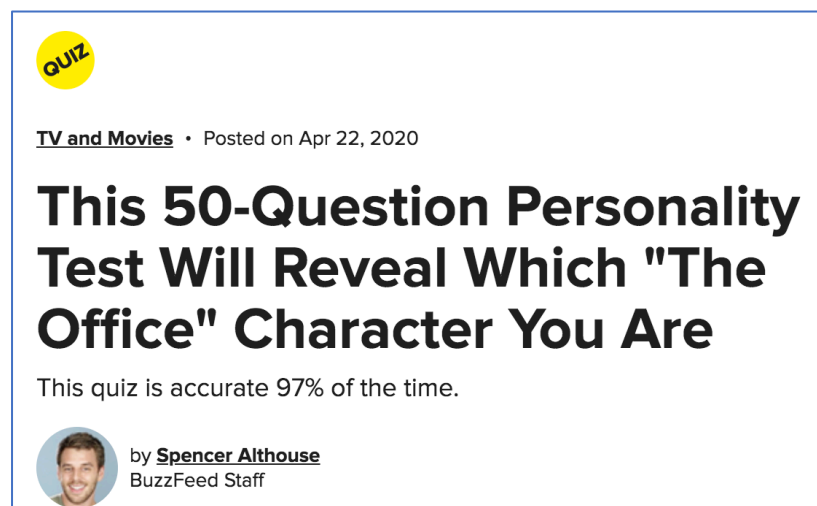 QUIZ
TV and Movies • Posted on Apr 22, 2020
This 50-Question Personality
Test Will Reveal Which "The
Office" Character You Are
This quiz is accurate 97% of the time.
by Spencer Althouse
BuzzFeed Staff